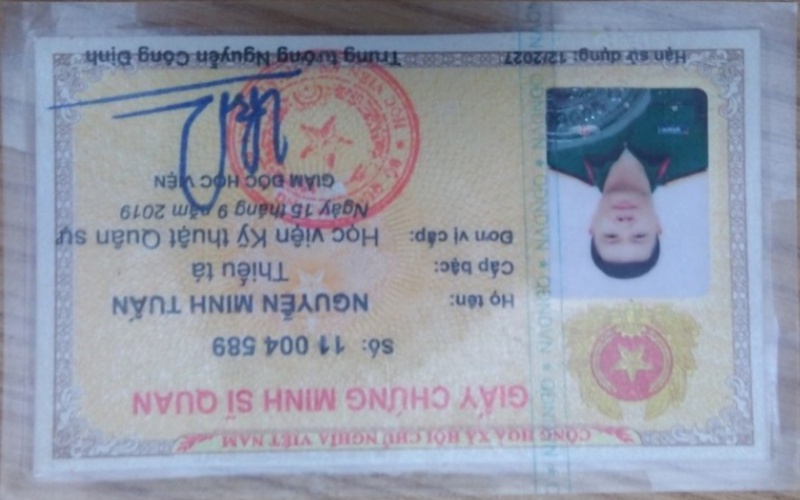 CỘNG HOÀ XÃ HỘI CHỦ NGHĨA VIỆT NAM
GIẤY CHỨNG MINH SĨ QUAN
Số: 11 004 589
Họ tên: NGUYỄN MINH TUẤN
Cấp bậc: Thiếu tá
Đơn vị cấp: Học viện Kỹ thuật Quân sự
Ngày 15 tháng 9 năm 2019
GIÁM ĐỐC HỌC VIỆN
Hạn sử dụng: 12/2027
Trung tướng Nguyễn Công Định